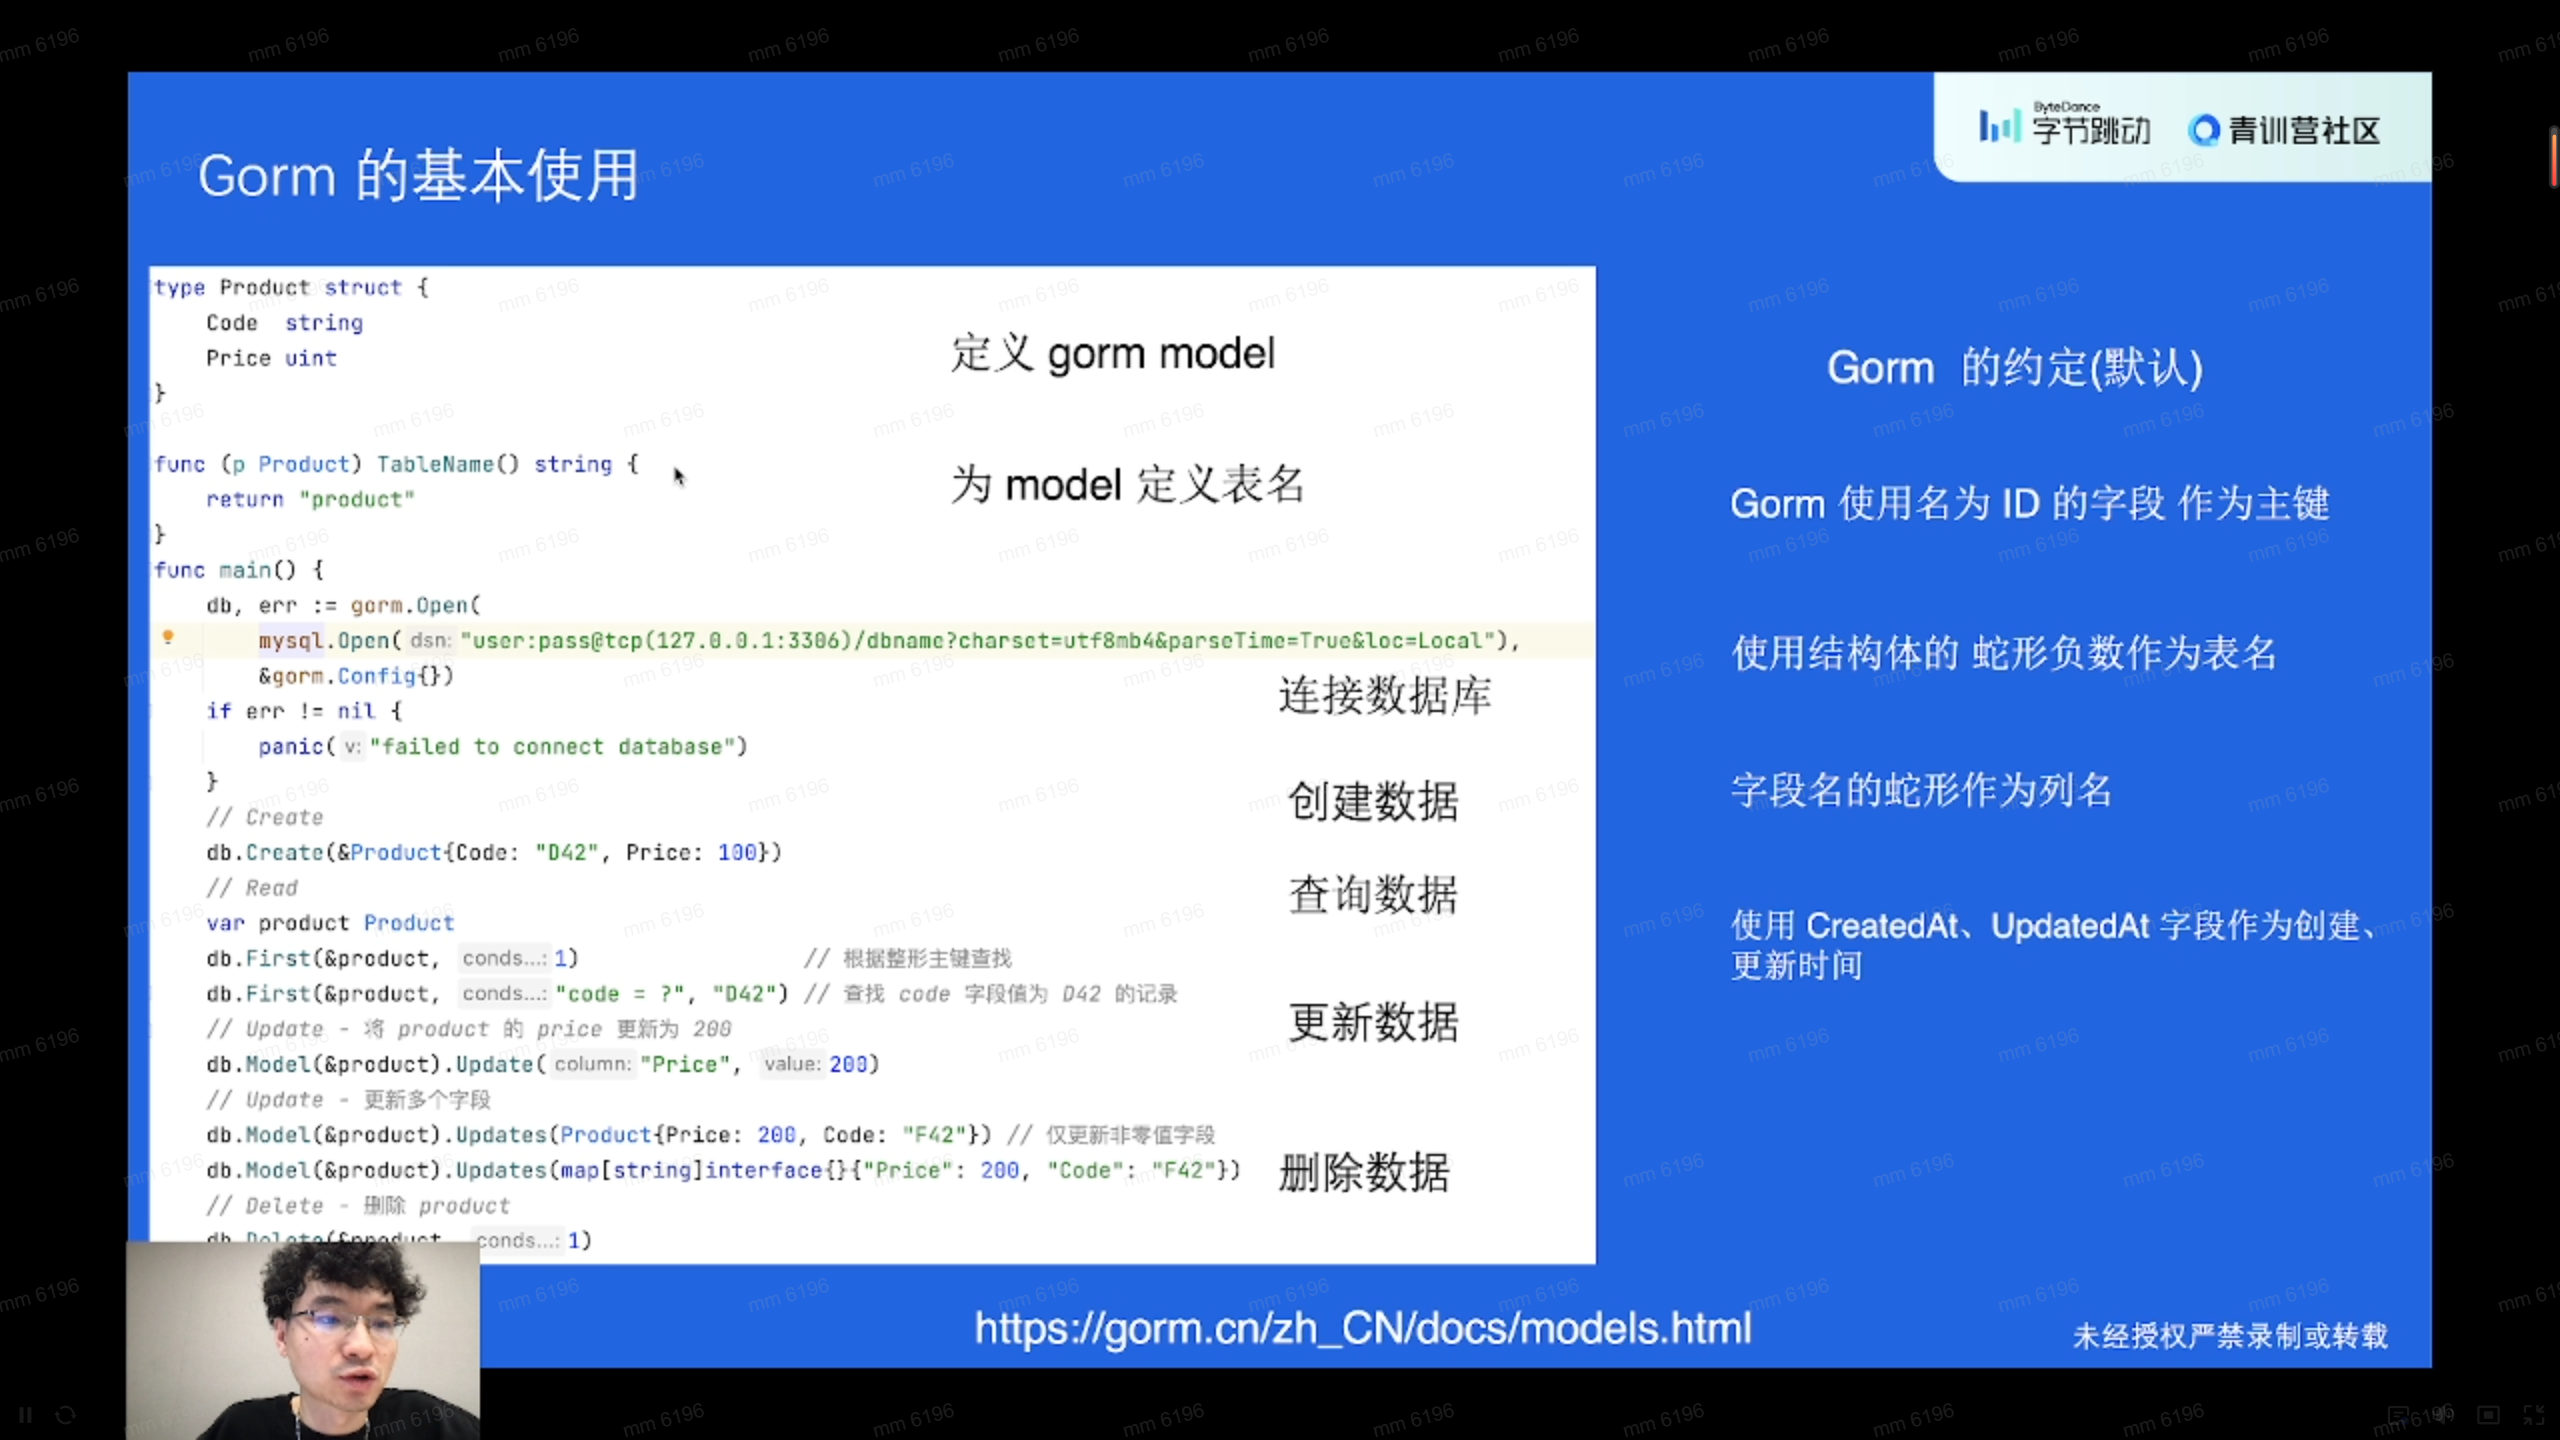 ByteDance
字节跳动 青训营社区
Gorm 的基本使用
type Product struct {
Code string
Price uint
}
定义 gorm model
func (p Product) TableName() string {
return "product"
}
为 model 定义表名
func main() {
db, err := gorm.Open(
mysql.Open( dsn: "user:pass@tcp(127.0.0.1:3306)/dbname?charset=utf8mb4&parseTime=True&loc=Local"),
&gorm.Config{})
连接数据库
if err != nil {
panic( v: "failed to connect database")
}
// Create
db.Create(&Product{Code: "D42", Price: 100})
创建数据
// Read
var product Product
查询数据
db.First(&product, conds...: 1) // 根据整形主键查找
db.First(&product, conds...: "code = ?", "D42") // 查找 code 字段值为 D42 的记录
// Update - 将 product 的 price 更新为 200
更新数据
db.Model(&product).Update( column: "Price", value: 200)
// Update - 更新多个字段
db.Model(&product).Updates(Product{Price: 200, Code: "F42"}) // 仅更新非零值字段
db.Model(&product).Updates(map[string]interface{}{"Price": 200, "Code": "F42"})
删除数据
// Delete - 删除 product
db.Delete(&product, conds...: 1)
Gorm 的约定(默认)
Gorm 使用名为 ID 的字段 作为主键
使用结构体的 蛇形负数作为表名
字段名的蛇形作为列名
使用 CreatedAt、UpdatedAt 字段作为创建、
更新时间
https://gorm.cn/zh_CN/docs/models.html
未经授权严禁录制或转载
mm 6196